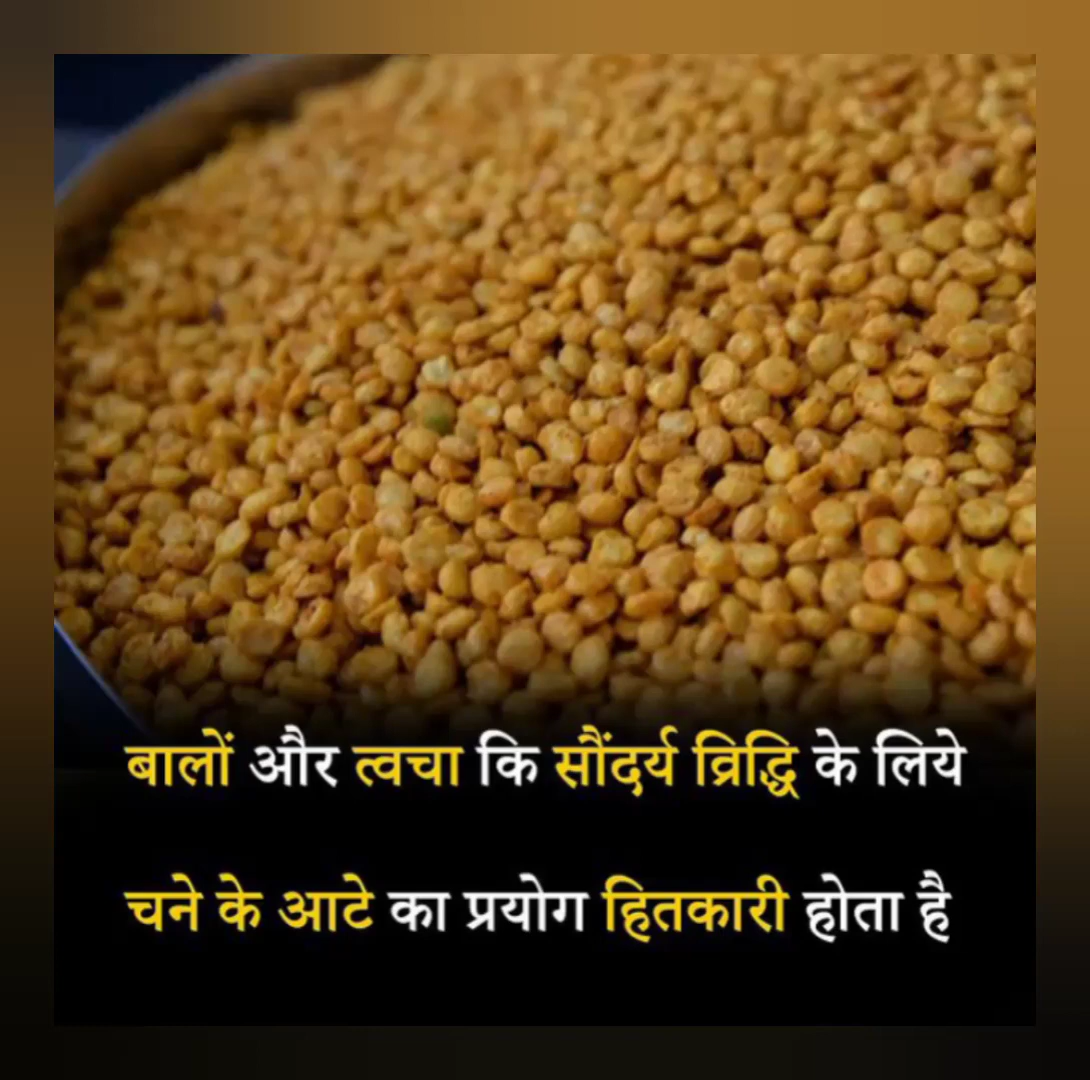 बालों और त्वचा कि सौंदर्य व्रिद्धि के लिये
चने के आटे का प्रयोग हितकारी होता है